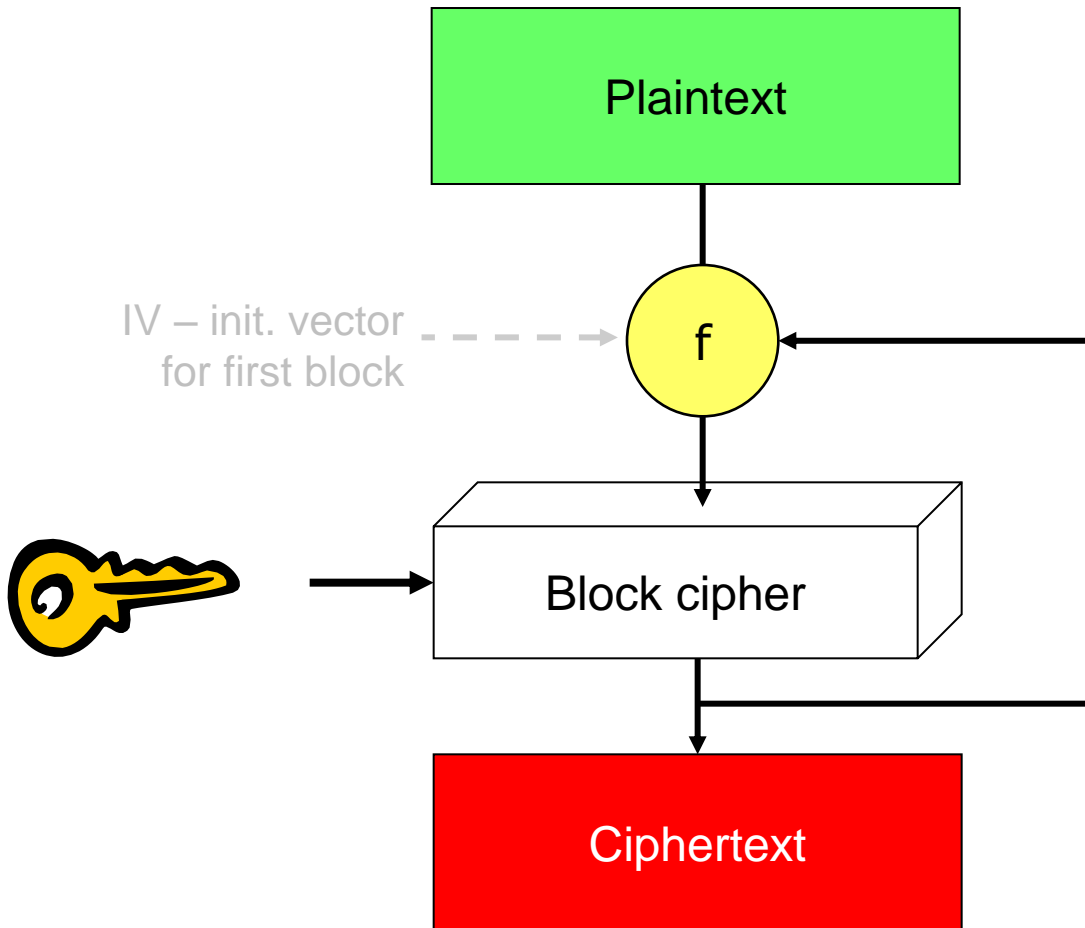 Plaintext
IV – init. vector
for first block
f
Block cipher
Ciphertext